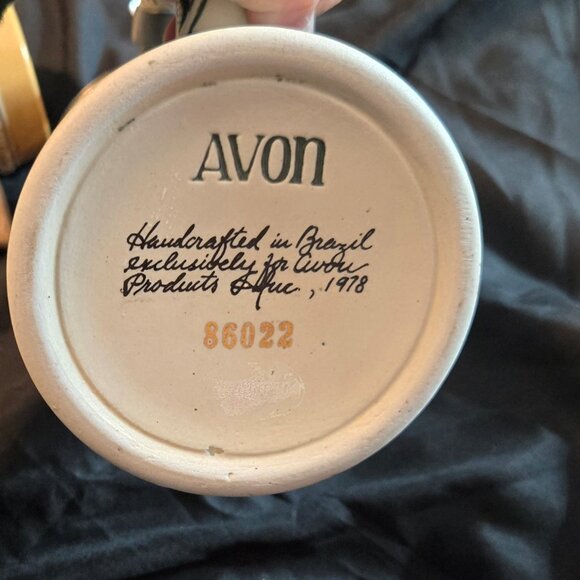 AVON
Handcrafted in Brazil
exclusively for Avon
Products Inc, 1978
86022